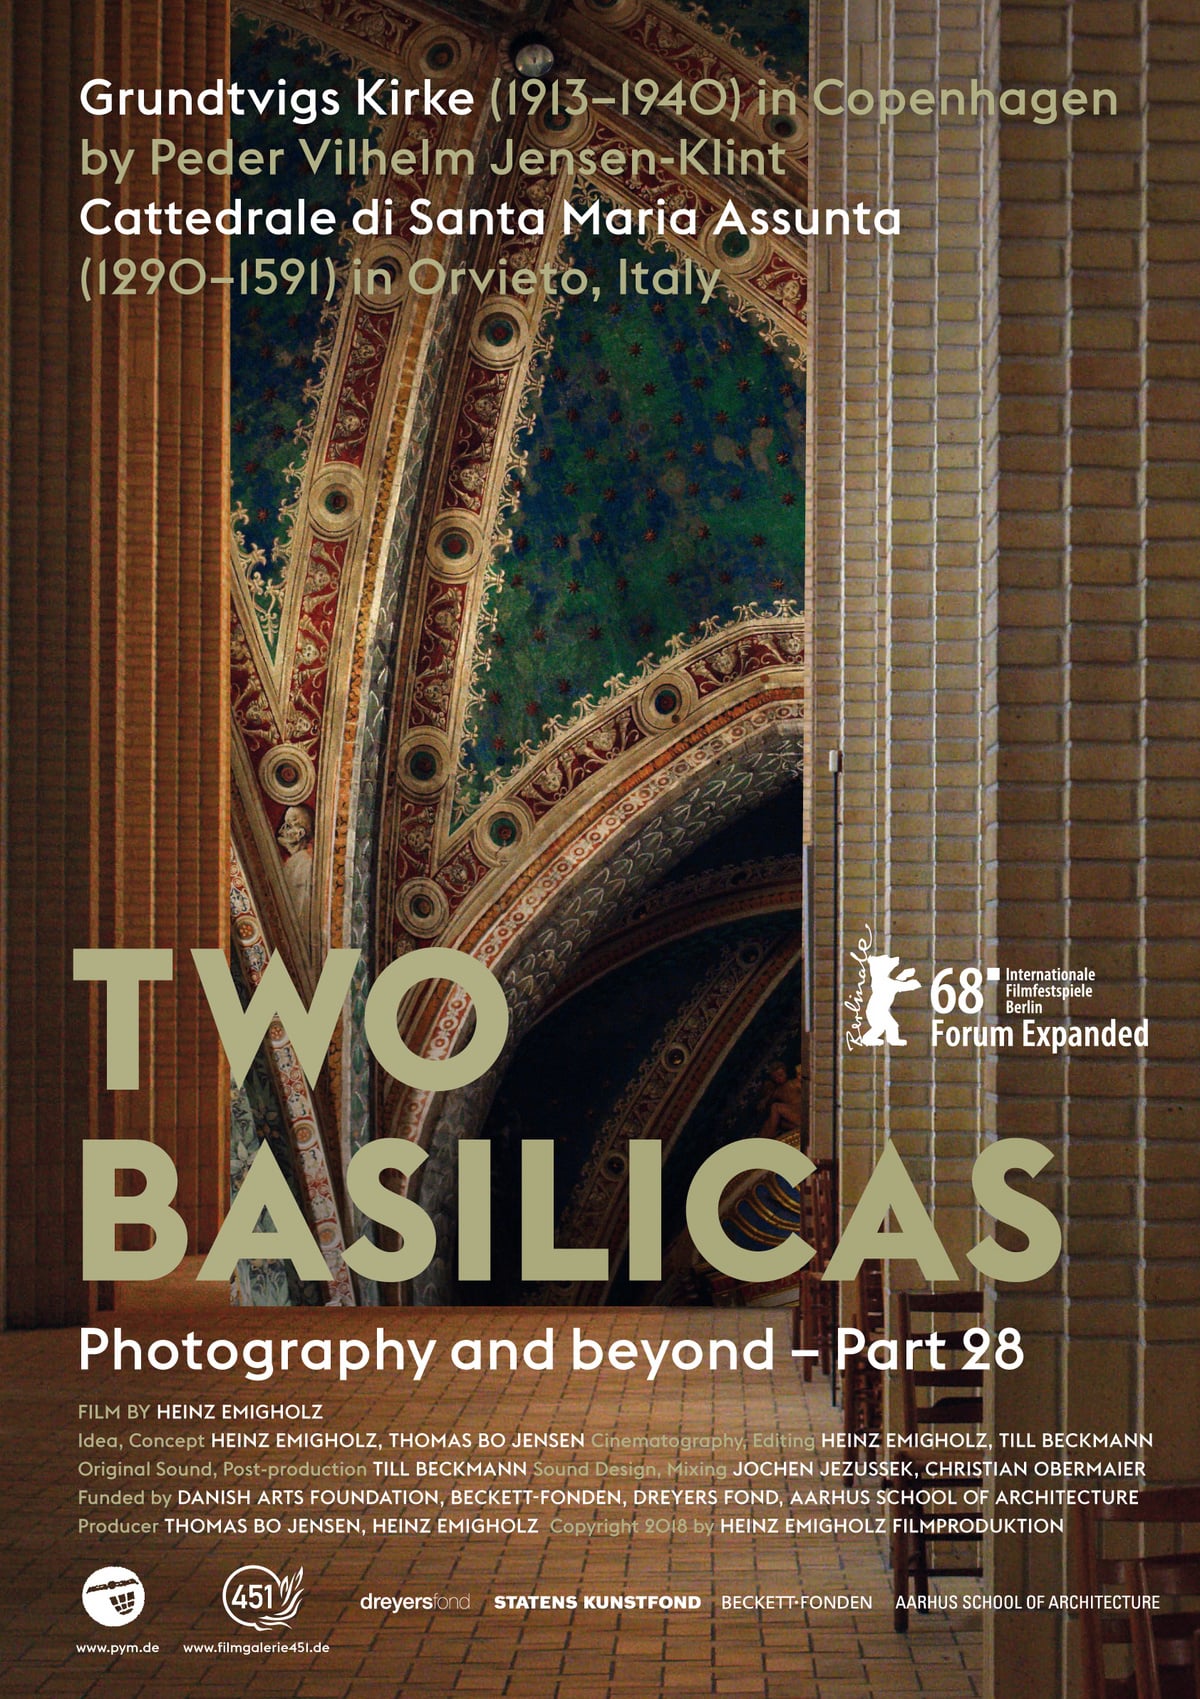 Grundtvigs Kirke (1913–1940) in Copenhagen
by Peder Vilhelm Jensen-Klint
Cattedrale di Santa Maria Assunta
(1290–1591) in Orvieto, Italy
Berlinale
68
Internationale
Filmfestspiele
Berlin
Forum Expanded
TWO
BASILICAS
Photography and beyond – Part 28
FILM BY HEINZ EMIGHOLZ
Idea, Concept HEINZ EMIGHOLZ, THOMAS BO JENSEN Cinematography, Editing HEINZ EMIGHOLZ, TILL BECKMANN
Original Sound, Post-production TILL BECKMANN Sound Design, Mixing JOCHEN JEZUSSEK, CHRISTIAN OBERMAIER
Funded by DANISH ARTS FOUNDATION, BECKETT-FONDEN, DREYERS FOND, AARHUS SCHOOL OF ARCHITECTURE
Producer THOMAS BO JENSEN, HEINZ EMIGHOLZ Copyright 2018 by HEINZ EMIGHOLZ FILMPRODUKTION
451
dreyersfond STATENS KUNSTFOND BECKETT-FONDEN AARHUS SCHOOL OF ARCHITECTURE
www.pym.de www.filmgalerie451.de